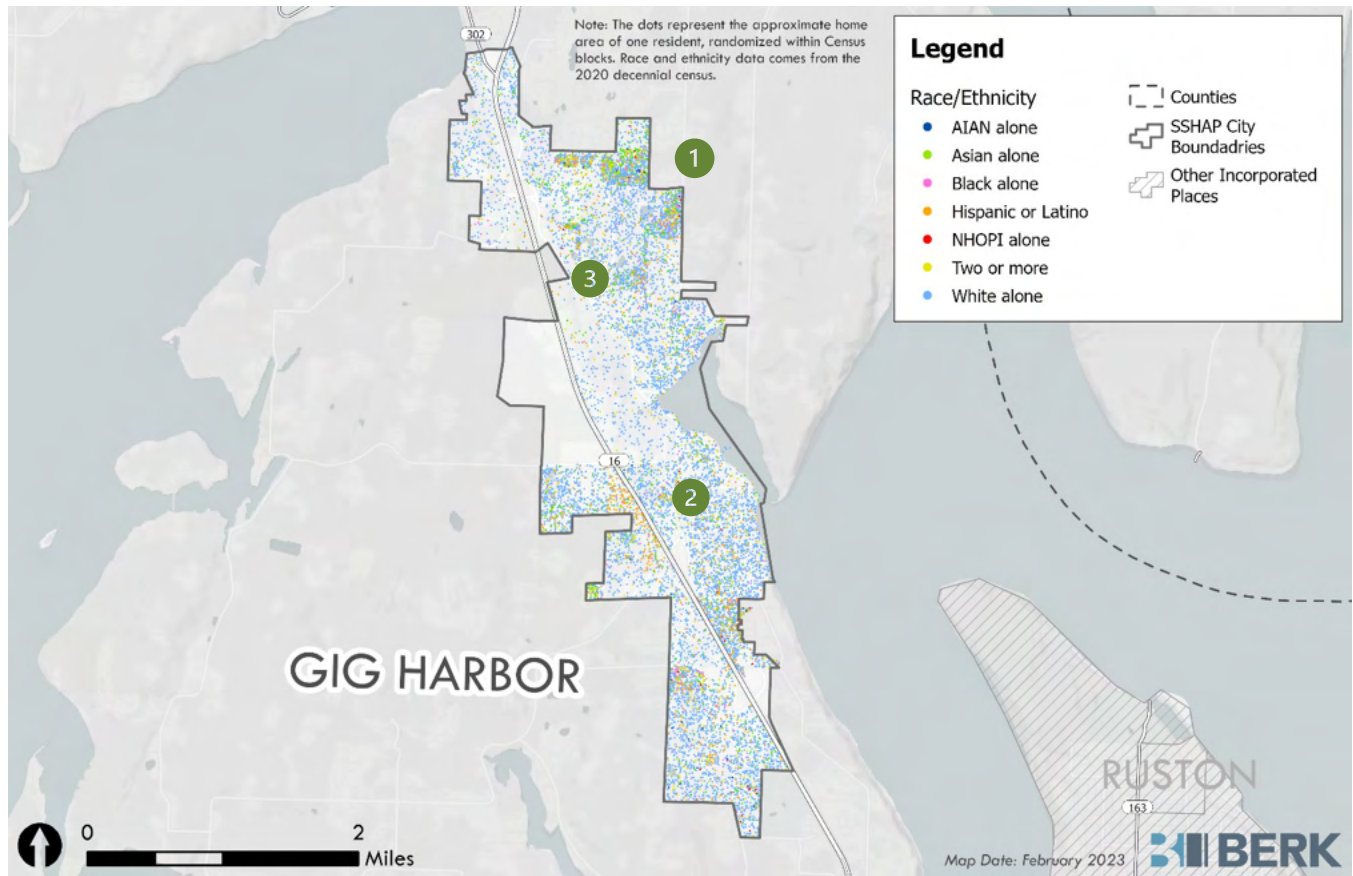 302
Note: The dots represent the approximate home
area of one resident, randomized within Census
blocks. Race and ethnicity data comes from the
2020 decennial census.
Legend
Race/Ethnicity
AIAN alone
Asian alone
Black alone
Hispanic or Latino
NHOPI alone
Two or more
White alone
Counties
SSHAP City
Boundadries
Other Incorporated
Places
1
3
16
2
GIG HARBOR
RUSTON
163
0 2
Miles
Map Date: February 2023
BERK